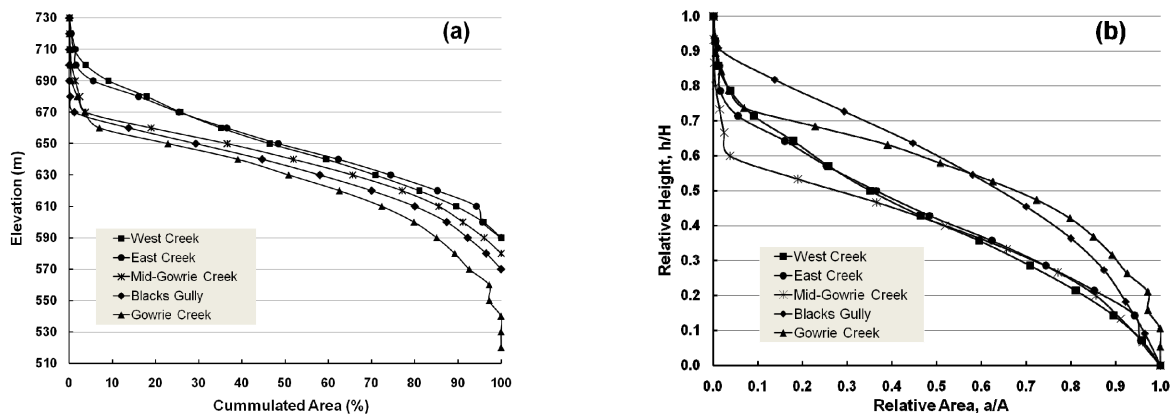 (a)
Elevation (m)
730
710
690
670
650
630
610
590
570
550
530
510
West Creek
East Creek
Mid-Gowrie Creek
Blacks Gully
Gowrie Creek
0 10 20 30 40 50 60 70 80 90 100
Cummulated Area (%)
(b)
Relative Height, h/H
1.0
0.9
0.8
0.7
0.6
0.5
0.4
0.3
0.2
0.1
0.0
West Creek
East Creek
Mid-Gowrie Creek
Blacks Gully
Gowrie Creek
0.0 0.1 0.2 0.3 0.4 0.5 0.6 0.7 0.8 0.9 1.0
Relative Area, a/A